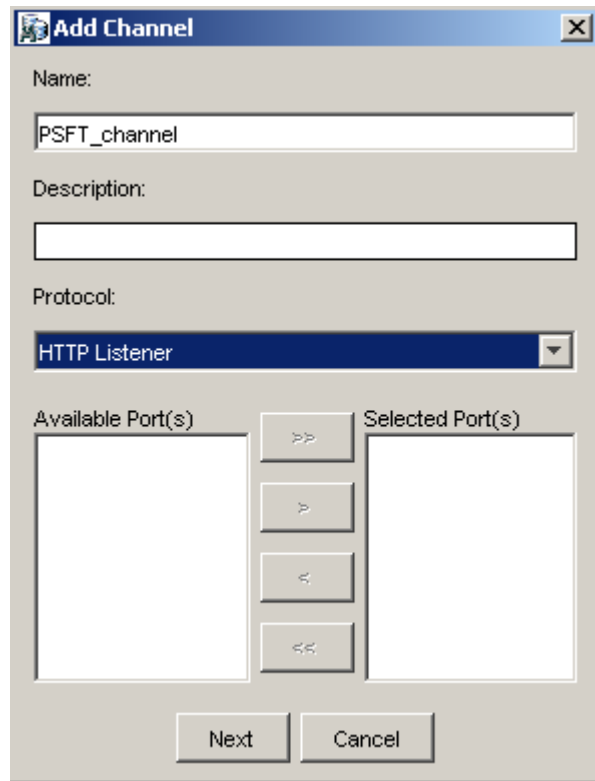 Add Channel
Name:
PSFT_channel
Description:
Protocol:
HTTP Listener
Available Port(s)
Selected Port(s)
>>
>
<
<<
Next
Cancel